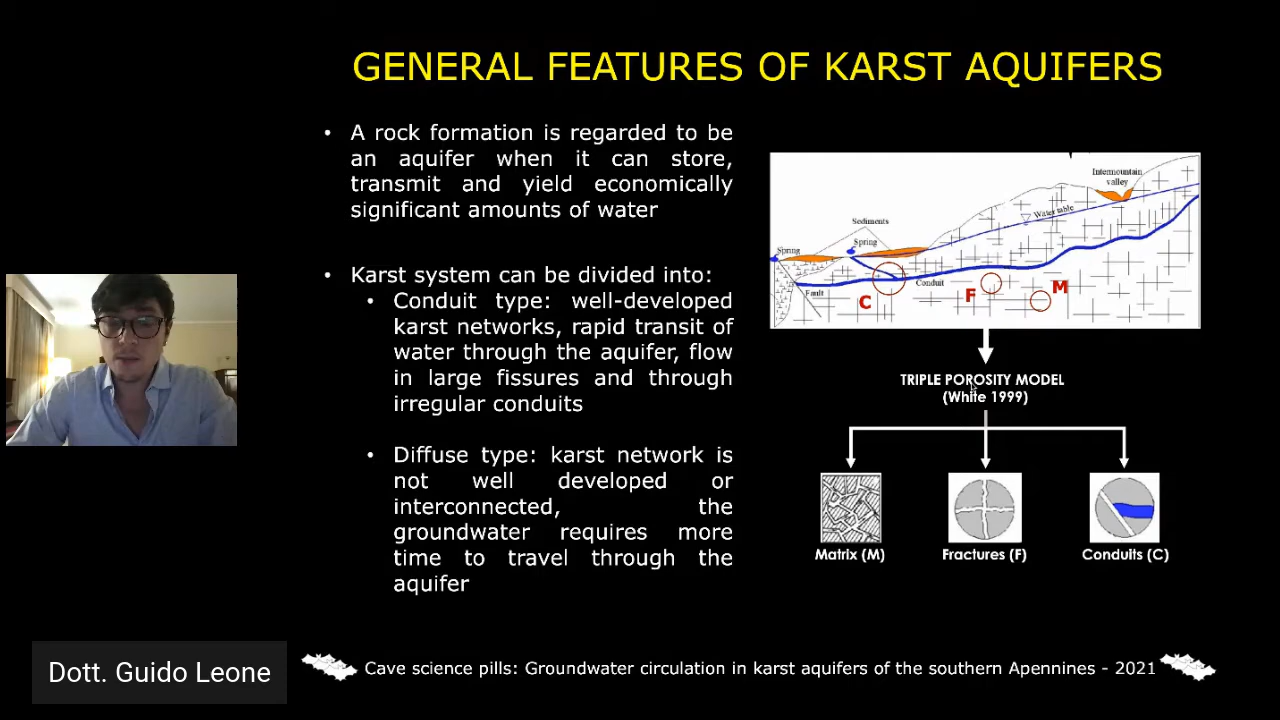 GENERAL FEATURES OF KARST AQUIFERS
• A rock formation is regarded to be
an aquifer when it can store,
transmit and yield economically
significant amounts of water
• Karst system can be divided into:
• Conduit type: well-developed
karst networks, rapid transit of
water through the aquifer, flow
in large fissures and through
irregular conduits
• Diffuse type: karst network is
not well developed or
interconnected, the
groundwater requires more
time to travel through the
aquifer
Intermountain
valley
Water table
Sediments
Spring
Spring
Fault
Conduit
C
F
M
TRIPLE POROSITY MODEL
(White 1999)
Matrix (M)
Fractures (F)
Conduits (C)
Dott. Guido Leone
Cave science pills: Groundwater circulation in karst aquifers of the southern Apennines - 2021